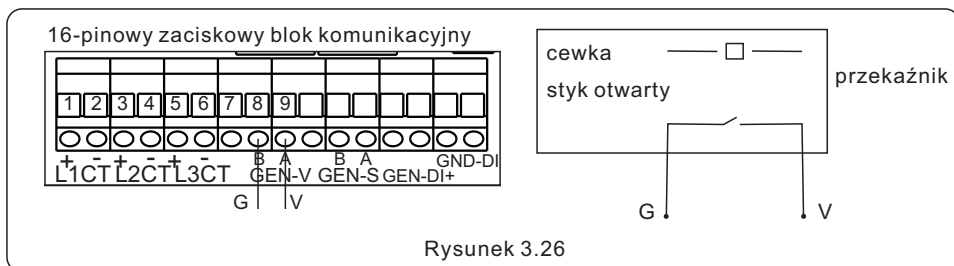 16-pinowy zaciskowy blok komunikacyjny
1 2 3 4 5 6 7 8 9
+ - + - + - B A B A GND-DI
L1CT L2CT L3CT GEN-V GEN-S GEN-DI+
G V
cewka
styk otwarty
przekaźnik
G V
Rysunek 3.26